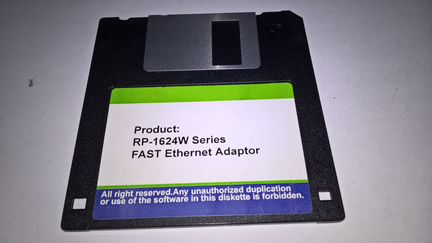 Product:
RP-1624W Series
FAST Ethernet Adaptor
All right reserved.Any unauthorized duplication
or use of the software in this diskette is forbidden.